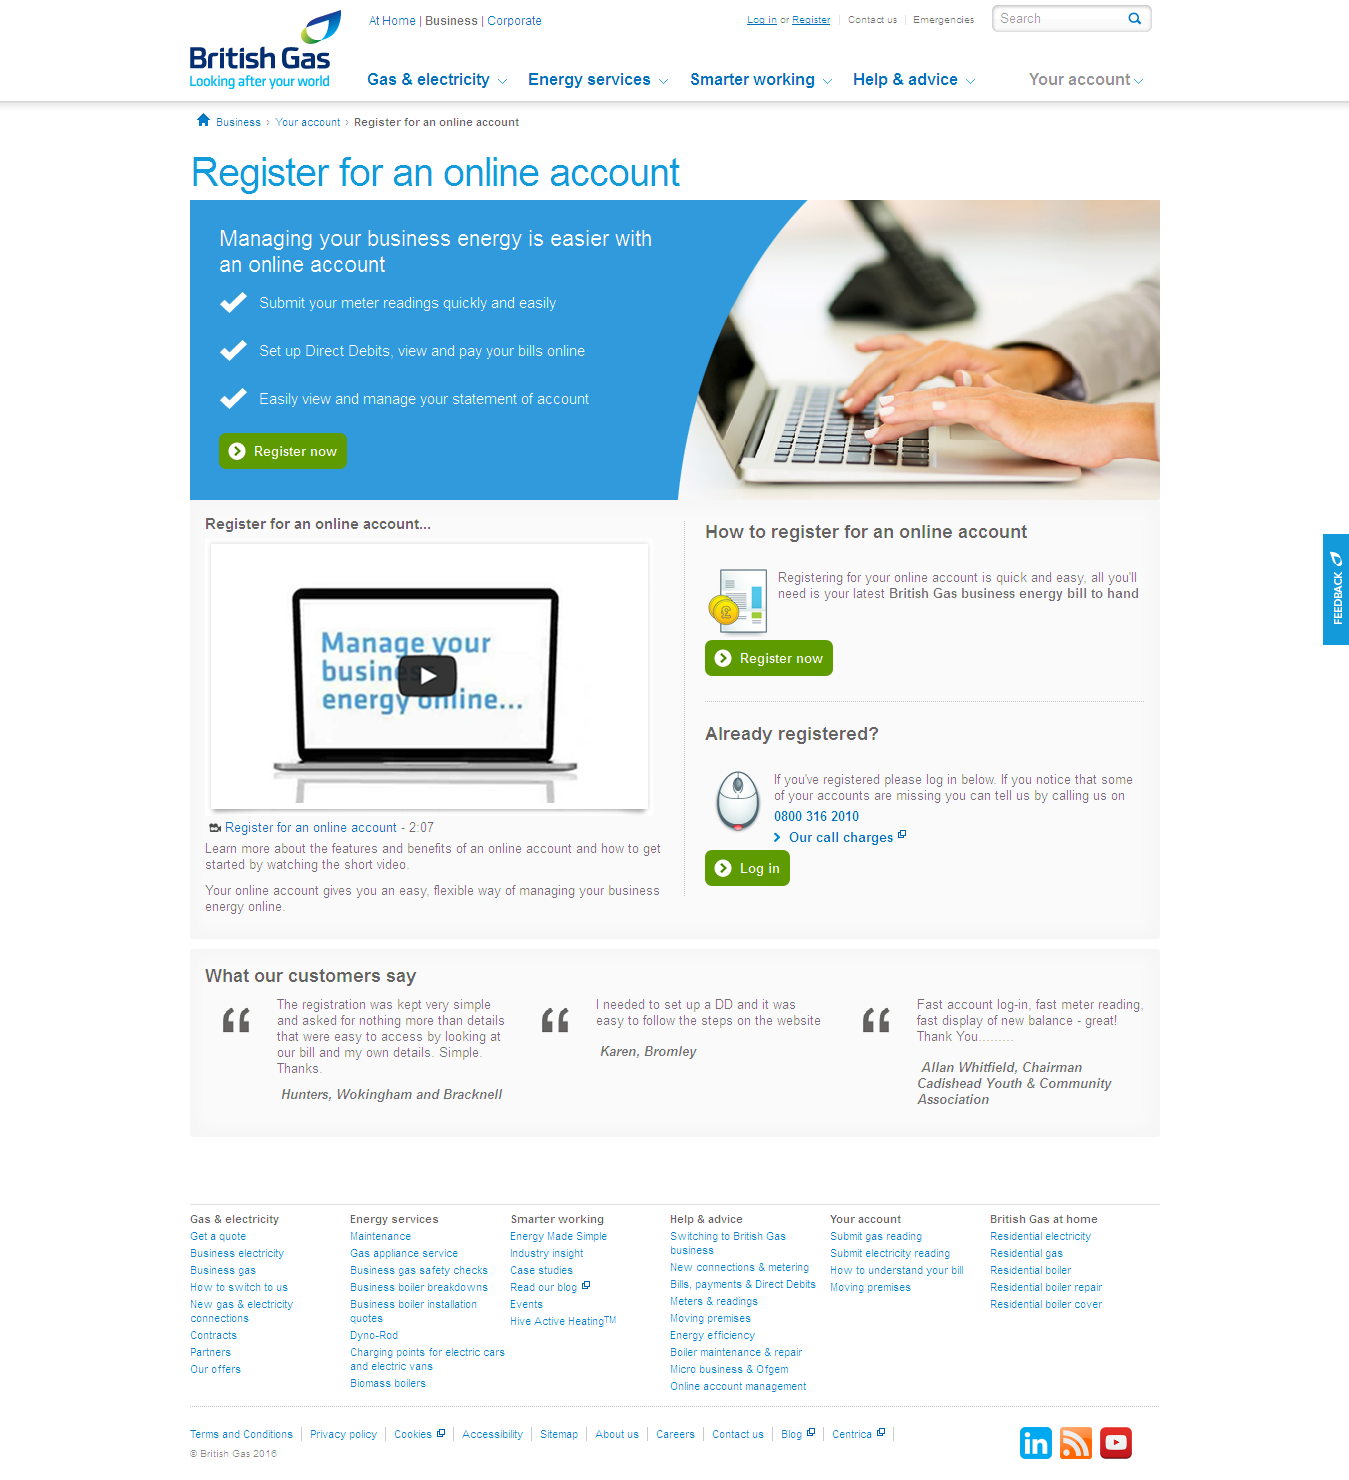 At Home | Business | Corporate
Log in or Register
Contact us
Emergencies
Search
British Gas
Looking after your world
Gas & electricity
Energy services
Smarter working
Help & advice
Your account
Business › Your account › Register for an online account
Register for an online account
Managing your business energy is easier with
an online account
Submit your meter readings quickly and easily
Set up Direct Debits, view and pay your bills online
Easily view and manage your statement of account
Register now
Register for an online account...
Manage your
business
energy online...
Register for an online account - 2:07
Learn more about the features and benefits of an online account and how to get
started by watching the short video.
Your online account gives you an easy, flexible way of managing your business
energy online.
How to register for an online account
Registering for your online account is quick and easy, all you'll
need is your latest British Gas business energy bill to hand
£
Register now
Already registered?
If you've registered please log in below. If you notice that some
of your accounts are missing you can tell us by calling us on
0800 316 2010
Our call charges
Log in
FEEDBACK
What our customers say
The registration was kept very simple
and asked for nothing more than details
that were easy to access by looking at
our bill and my own details. Simple.
Thanks.
Hunters, Wokingham and Bracknell
I needed to set up a DD and it was
easy to follow the steps on the website
Karen, Bromley
Fast account log-in, fast meter reading,
fast display of new balance - great!
Thank You.........
Allan Whitfield, Chairman
Cadishead Youth & Community
Association
Gas & electricity
Get a quote
Business electricity
Business gas
How to switch to us
New gas & electricity
connections
Contracts
Partners
Our offers
Energy services
Maintenance
Gas appliance service
Business gas safety checks
Business boiler breakdowns
Business boiler installation
quotes
Dyno-Rod
Charging points for electric cars
and electric vans
Biomass boilers
Smarter working
Energy Made Simple
Industry insight
Case studies
Read our blog
Events
Hive Active Heating™
Help & advice
Switching to British Gas
business
New connections & metering
Bills, payments & Direct Debits
Meters & readings
Moving premises
Energy efficiency
Boiler maintenance & repair
Micro business & Ofgem
Online account management
Your account
Submit gas reading
Submit electricity reading
How to understand your bill
Moving premises
British Gas at home
Residential electricity
Residential gas
Residential boiler
Residential boiler repair
Residential boiler cover
Terms and Conditions
Privacy policy
Cookies
Accessibility
Sitemap
About us
Careers
Contact us
Blog
Centrica
© British Gas 2016
in